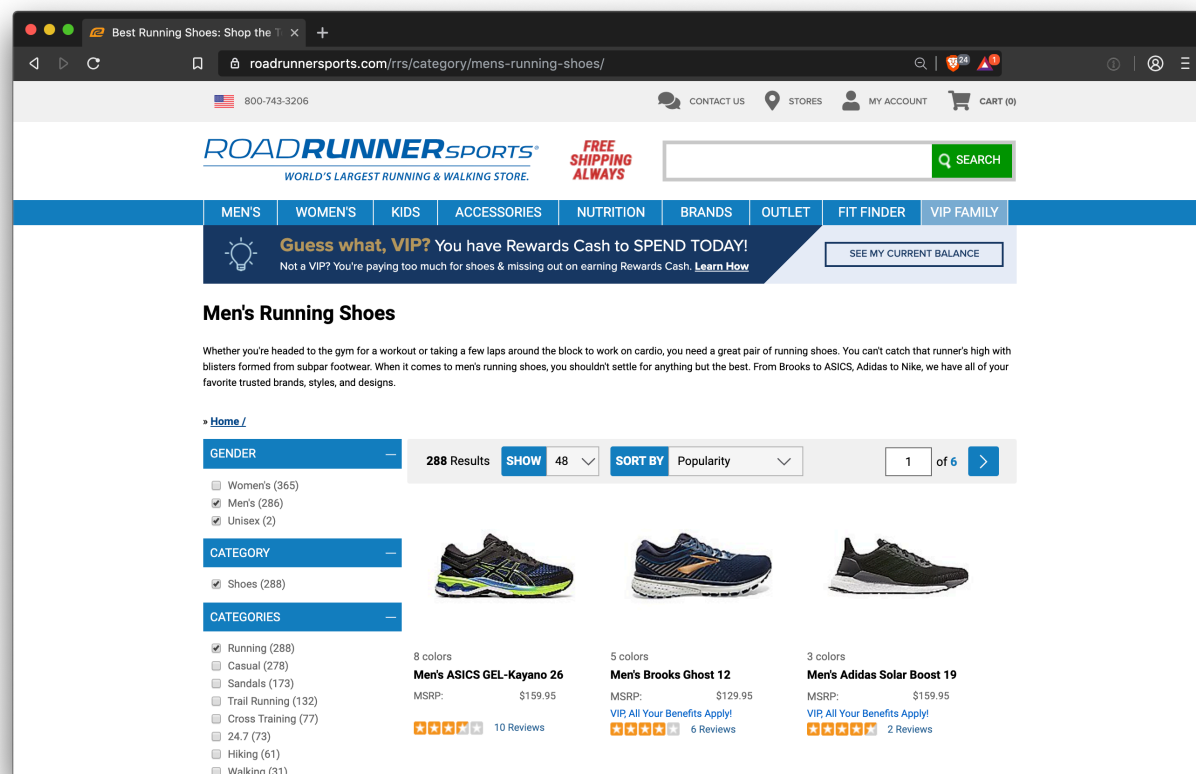 Best Running Shoes: Shop the T
roadrunnersports.com/rrs/category/mens-running-shoes/
24
1
800-743-3206
CONTACT US
STORES
MY ACCOUNT
CART (0)
ROADRUNNERSPORTS
WORLD'S LARGEST RUNNING & WALKING STORE.
FREE
SHIPPING
ALWAYS
SEARCH
MEN'S
WOMEN'S
KIDS
ACCESSORIES
NUTRITION
BRANDS
OUTLET
FIT FINDER
VIP FAMILY
Guess what, VIP? You have Rewards Cash to SPEND TODAY!
Not a VIP? You're paying too much for shoes & missing out on earning Rewards Cash. Learn How
SEE MY CURRENT BALANCE
Men's Running Shoes
Whether you're headed to the gym for a workout or taking a few laps around the block to work on cardio, you need a great pair of running shoes. You can't catch that runner's high with
blisters formed from subpar footwear. When it comes to men's running shoes, you shouldn't settle for anything but the best. From Brooks to ASICS, Adidas to Nike, we have all of your
favorite trusted brands, styles, and designs.
» Home /
GENDER
Women's (365)
Men's (286)
Unisex (2)
CATEGORY
Shoes (288)
CATEGORIES
Running (288)
Casual (278)
Sandals (173)
Trail Running (132)
Cross Training (77)
24.7 (73)
Hiking (61)
Walking (31)
288 Results
SHOW
48
SORT BY
Popularity
1
of 6
8 colors
Men's ASICS GEL-Kayano 26
MSRP: $159.95
10 Reviews
5 colors
Men's Brooks Ghost 12
MSRP: $129.95
VIP, All Your Benefits Apply!
6 Reviews
3 colors
Men's Adidas Solar Boost 19
MSRP: $159.95
VIP, All Your Benefits Apply!
2 Reviews